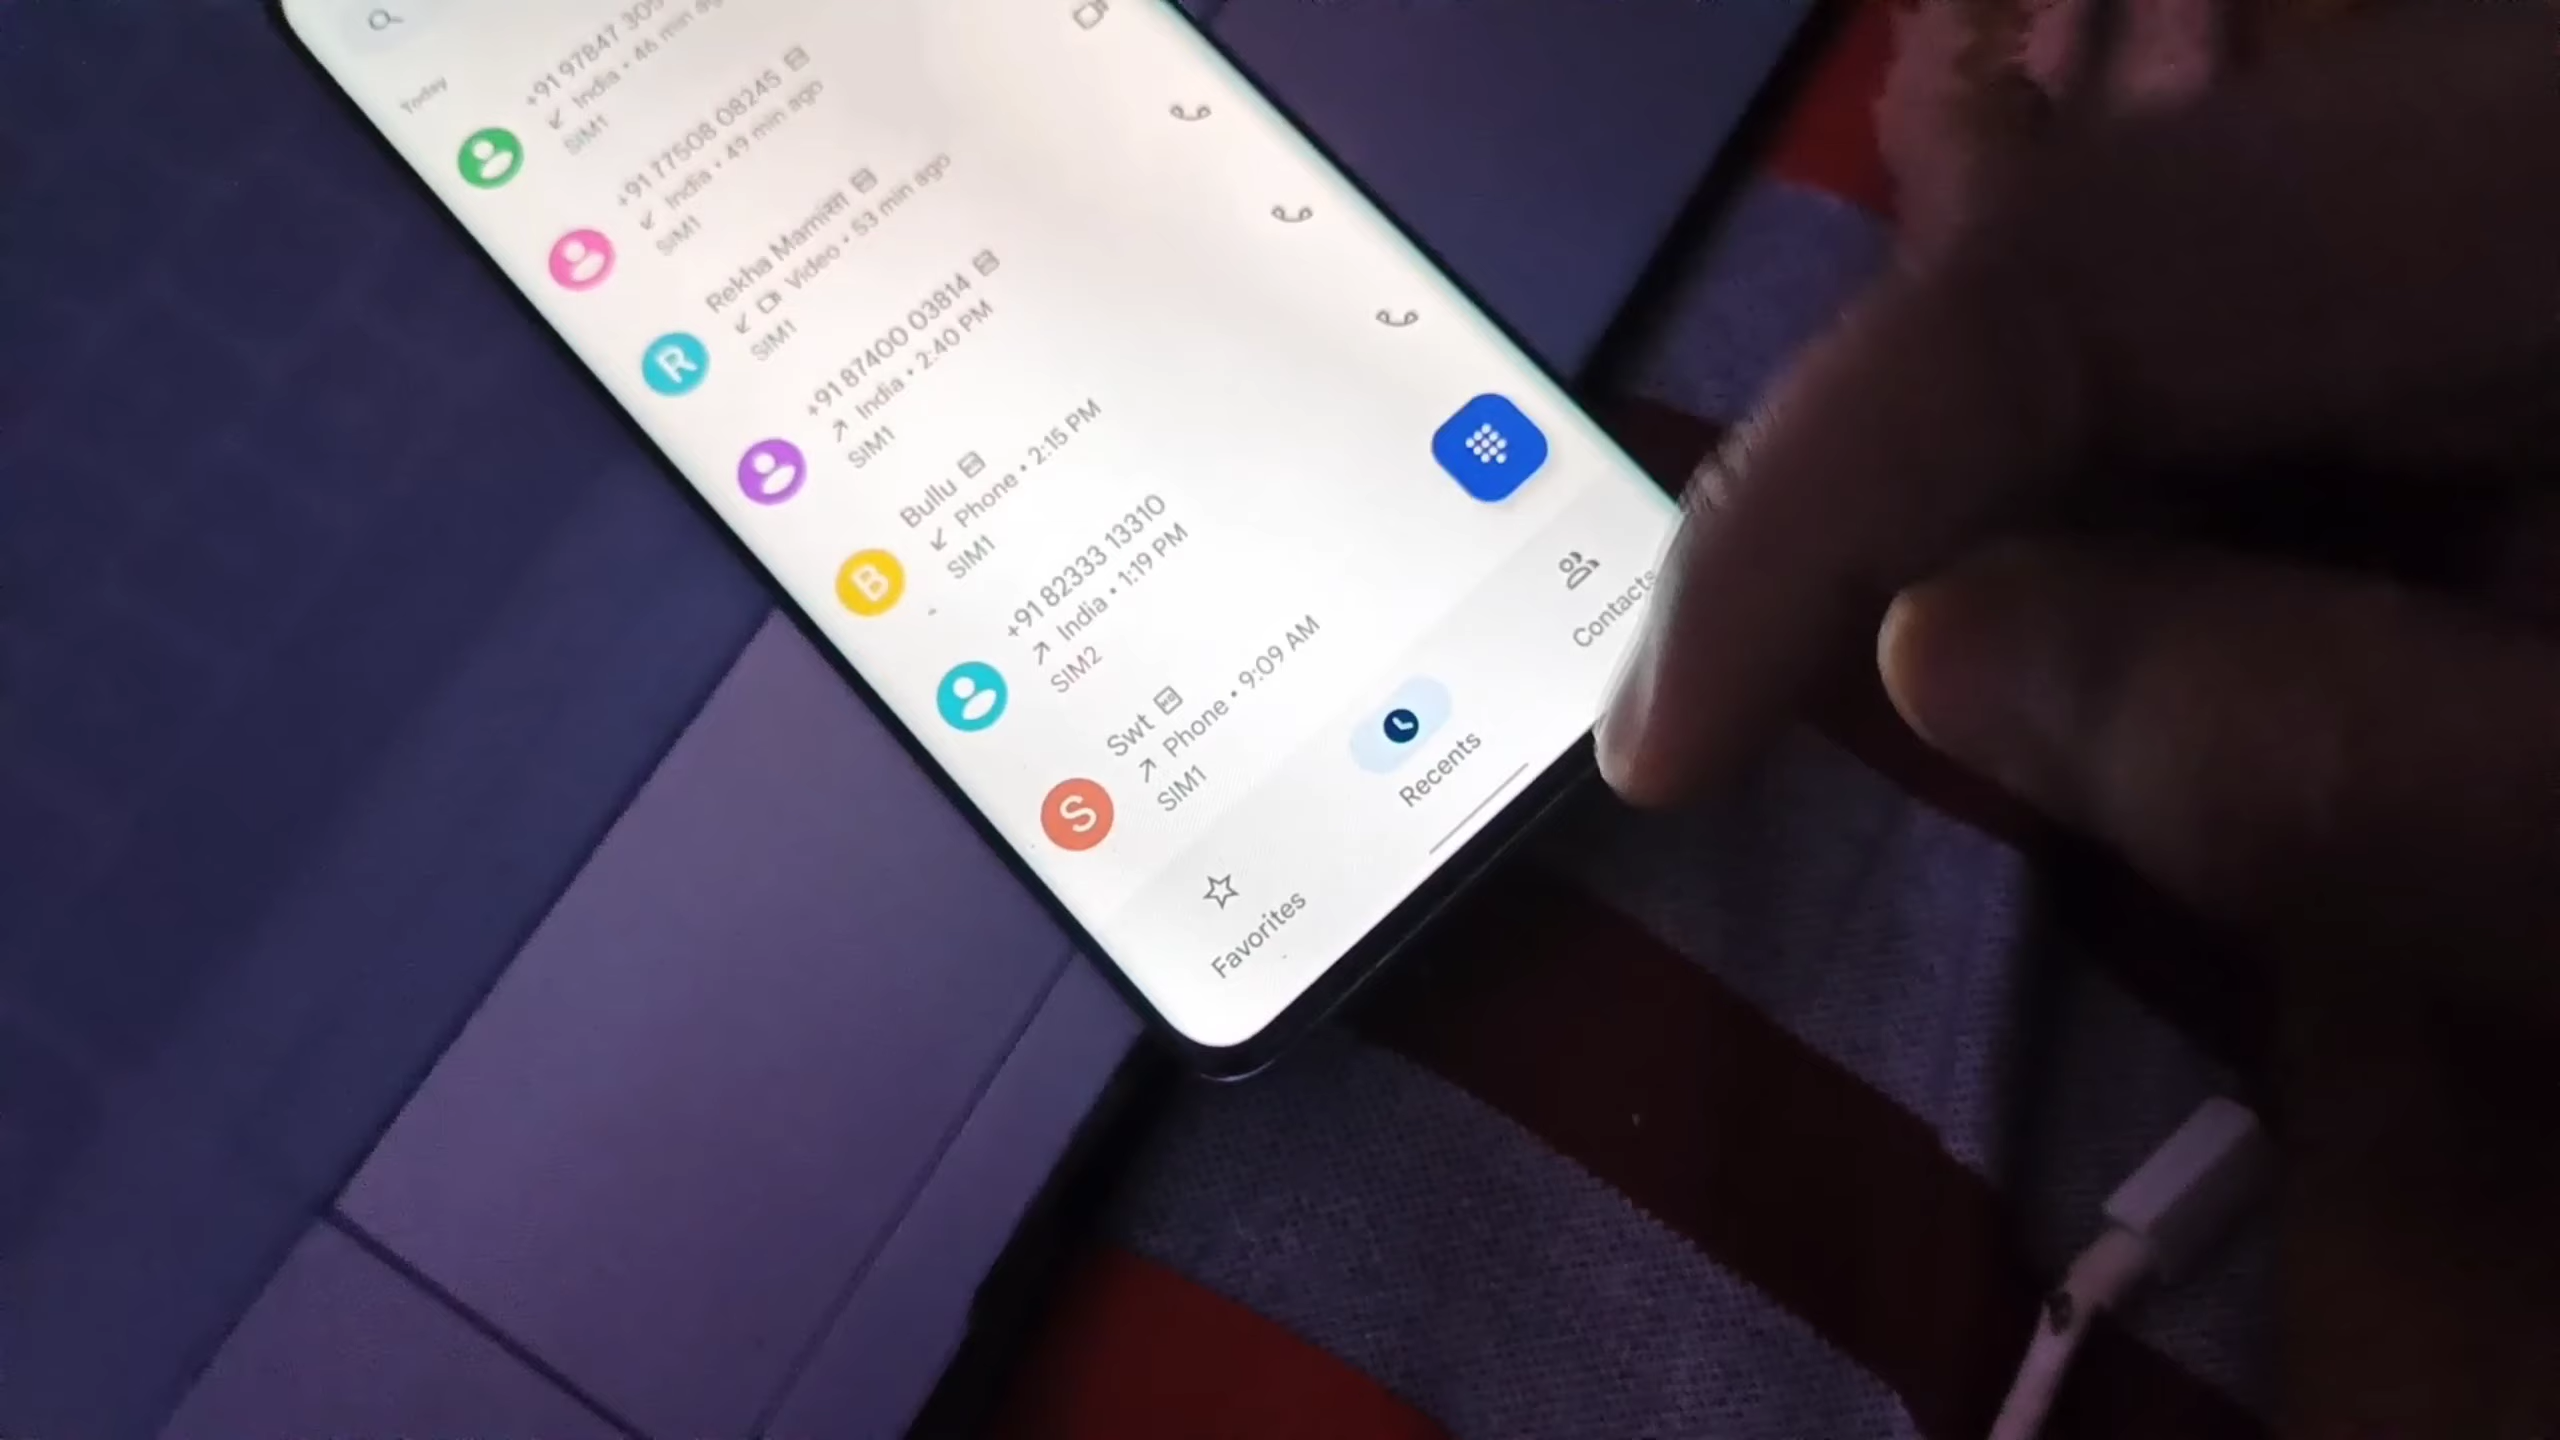 Today
+91 97847
↙ India • 46 min ago
SIM1
+91 77508 08245
↙ India • 49 min ago
SIM1
Rekha Mamiसा
↙ Video • 53 min ago
SIM1
+91 87400 03814
↗ India • 2:40 PM
SIM1
Bullu
↙ Phone • 2:15 PM
SIM1
+91 82333 13310
↗ India • 1:19 PM
SIM2
Swt
↗ Phone • 9:09 AM
SIM1
Favorites
Recents
Contacts
R
B
S